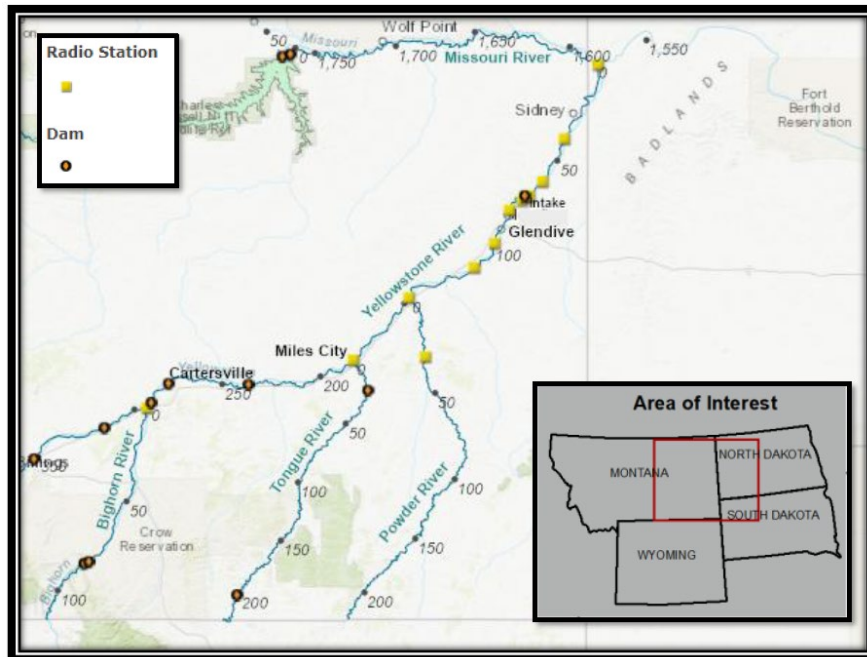 Radio Station
Dam
Wolf Point
Missouri
Missouri River
50
0
1,750
1,700
1,650
1,600
1,550
0
Sidney
BADLANDS
Fort
Berthold
Reservation
50
Intake
Glendive
100
Yellowstone River
0
Miles City
0
Cartersville
200
250
0
50
50
Bighorn River
Tongue River
Powder River
50
100
100
Crow
Reservation
150
150
Bighorn
100
200
200
Area of Interest
MONTANA
NORTH DAKOTA
SOUTH DAKOTA
WYOMING